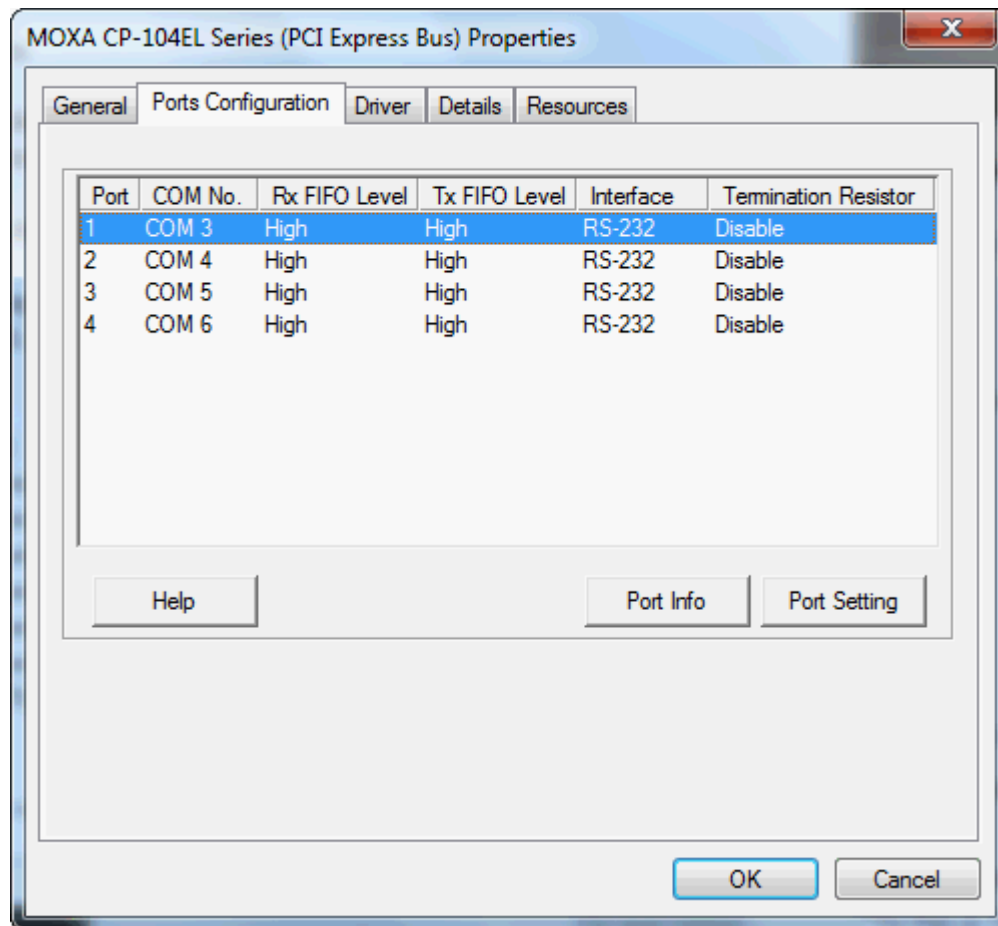 MOXA CP-104EL Series (PCI Express Bus) Properties
x
General Ports Configuration Driver Details Resources
Port COM No. Rx FIFO Level Tx FIFO Level Interface Termination Resistor
1 COM 3 High High RS-232 Disable
2 COM 4 High High RS-232 Disable
3 COM 5 High High RS-232 Disable
4 COM 6 High High RS-232 Disable
Help Port Info Port Setting
OK Cancel